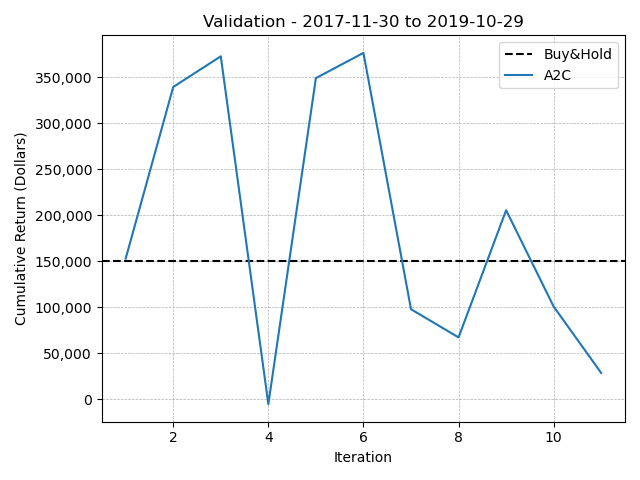 Validation - 2017-11-30 to 2019-10-29
Buy&Hold
A2C
Cumulative Return (Dollars)
350,000
300,000
250,000
200,000
150,000
100,000
50,000
0
2
4
6
8
10
Iteration